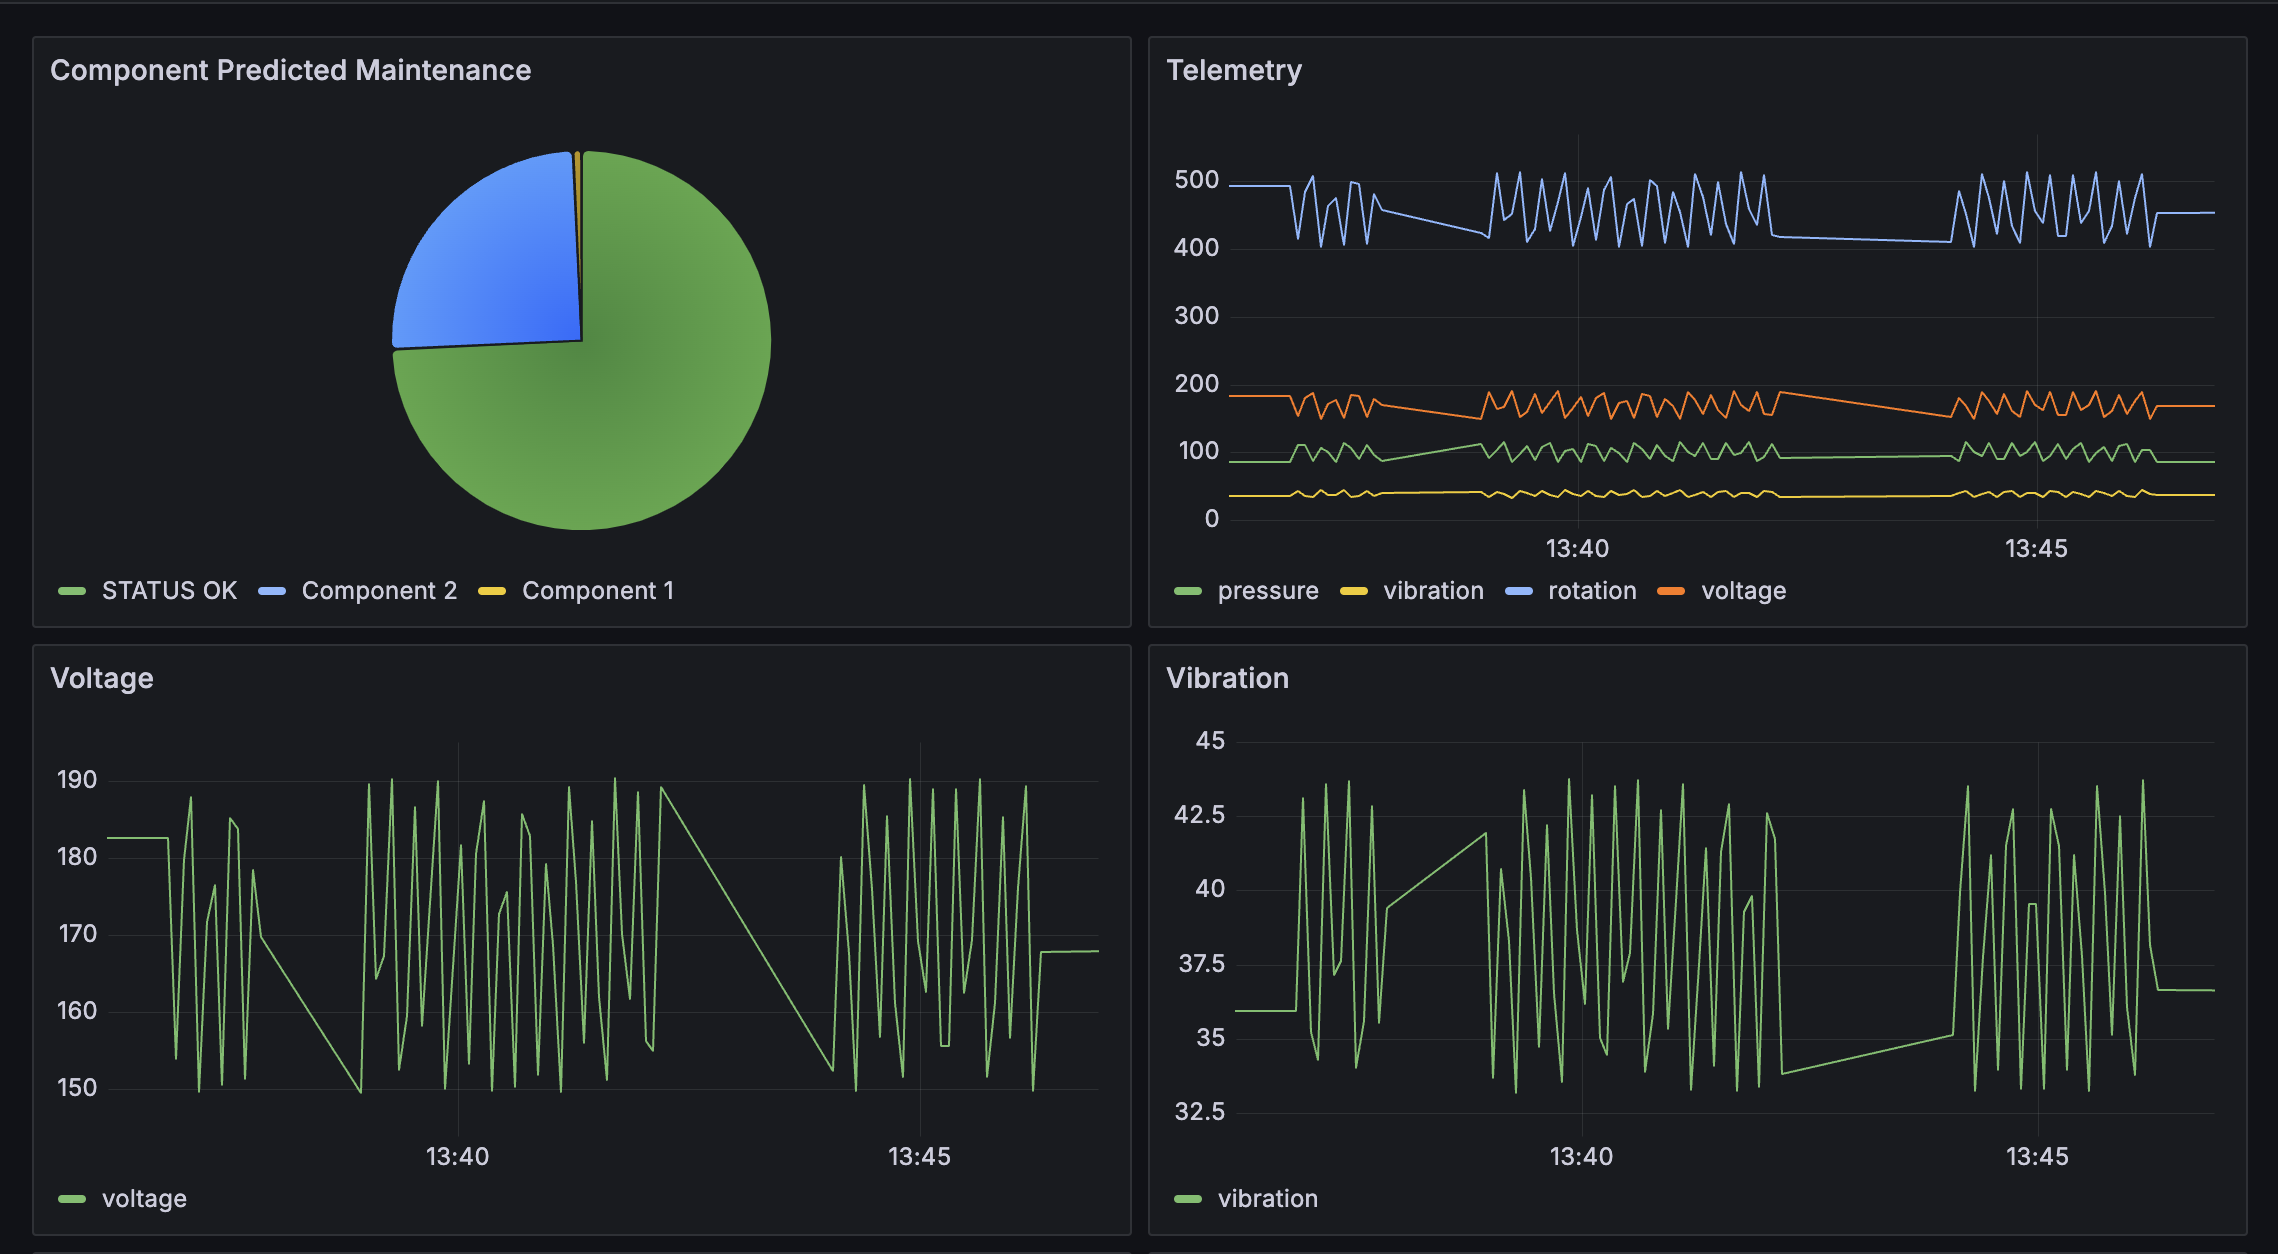 Component Predicted Maintenance
STATUS OK Component 2 Component 1
Telemetry
500
400
300
200
100
0
13:40 13:45
pressure vibration rotation voltage
Voltage
190
180
170
160
150
13:40 13:45
voltage
Vibration
45
42.5
40
37.5
35
32.5
13:40 13:45
vibration